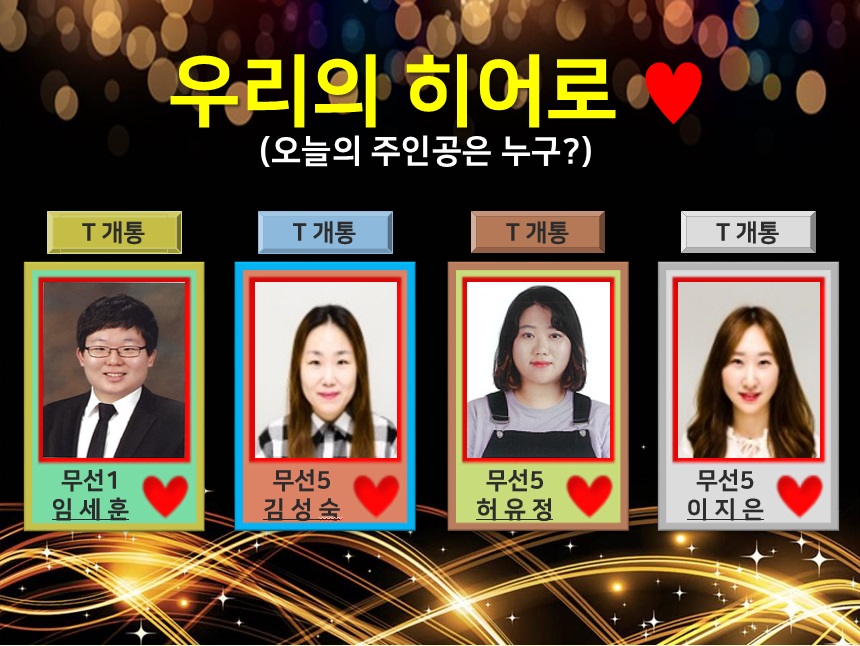 우리의 히어로 ♥
(오늘의 주인공은 누구?)
T 개통
T 개통
T 개통
T 개통
무선1
임 세 훈
무선5
김 성 숙
무선5
허 유 정
무선5
이 지 은